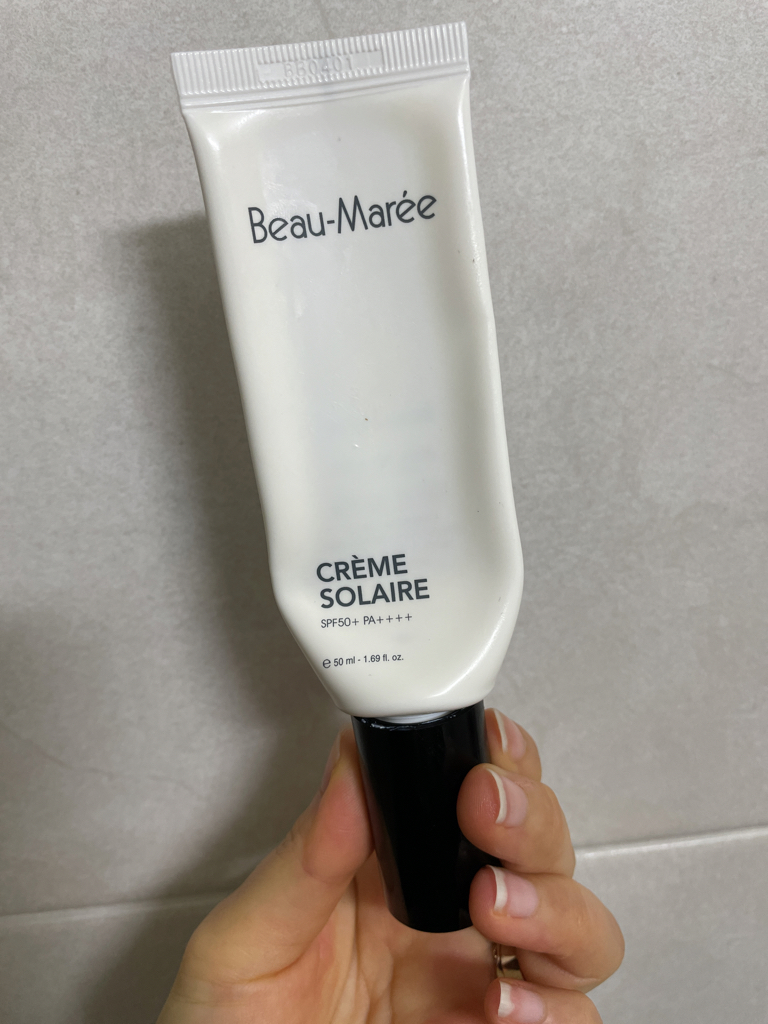 Beau-Marée
CRÈME
SOLAIRE
SPF50+ PA++++
℮ 50 ml - 1.69 fl. oz.